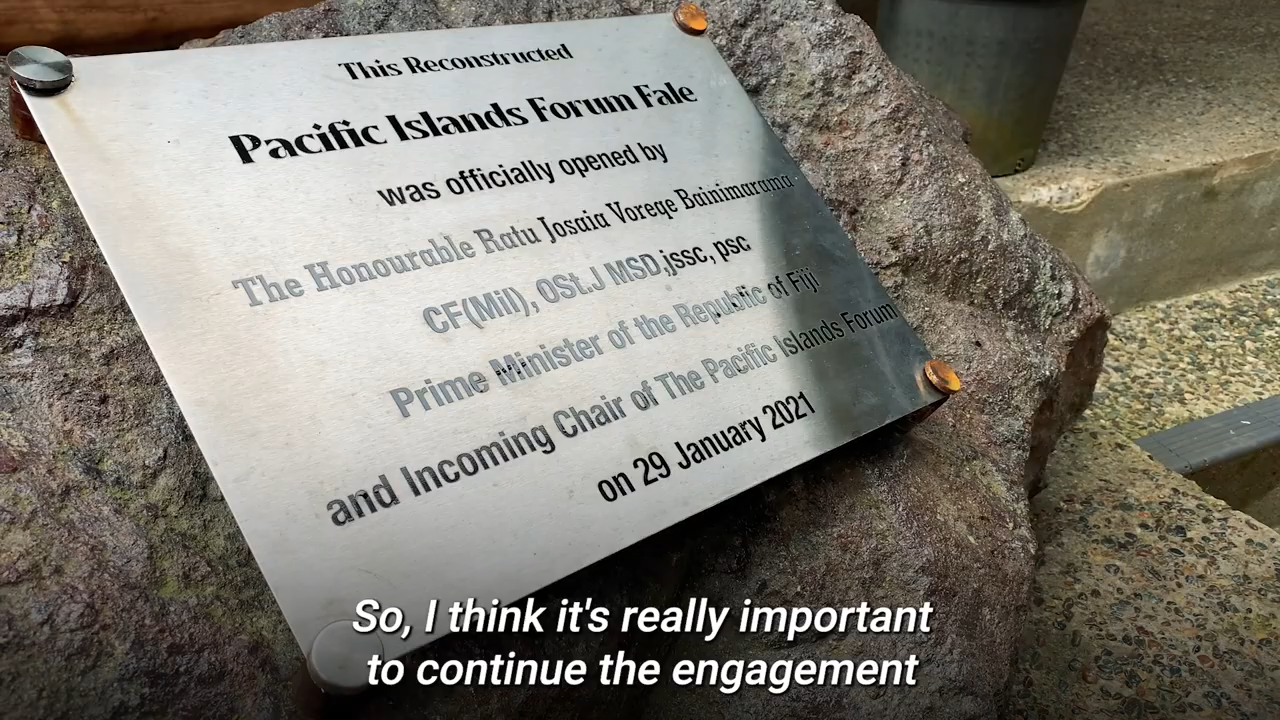 This Reconstructed
Pacific Islands Forum Fale
was officially opened by
The Honourable Ratu Josaia Voreqe Bainimarama
CF(Mil), OSt.J MSD,jssc, psc
Prime Minister of the Republic of Fiji
and Incoming Chair of The Pacific Islands Forum
on 29 January 2021
So, I think it's really important
to continue the engagement